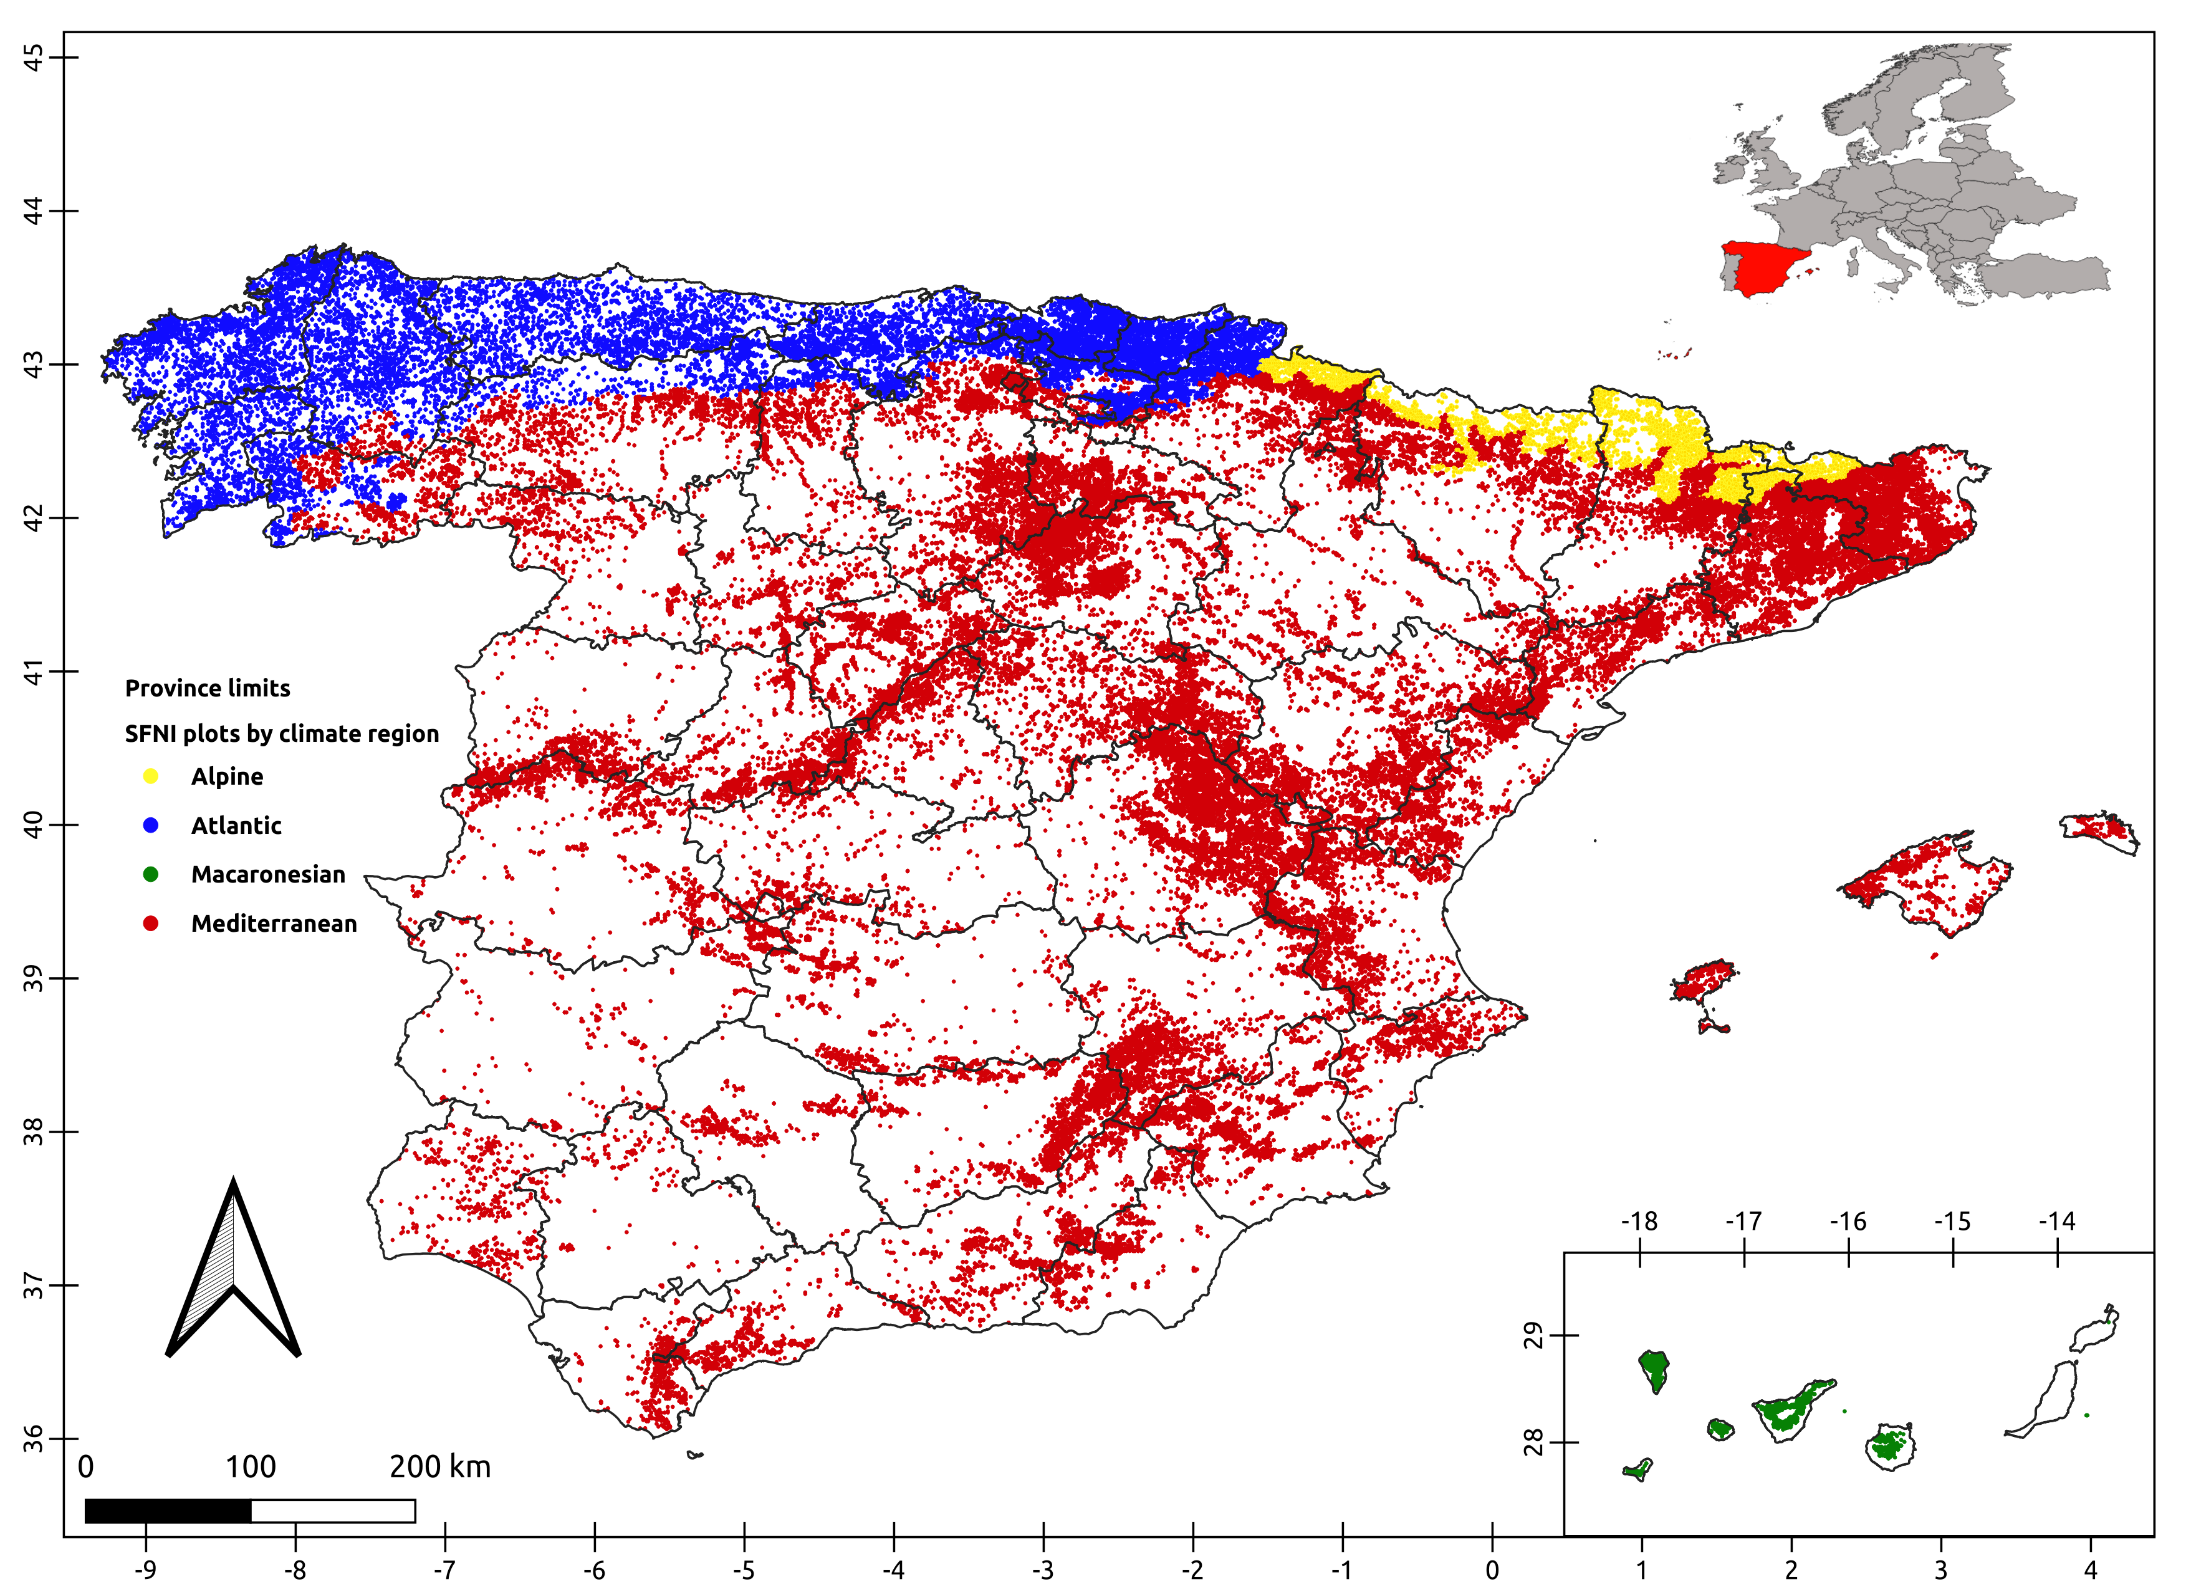 45
44
43
42
41
40
39
38
37
36
Province limits
SFNI plots by climate region
Alpine
Atlantic
Macaronesian
Mediterranean
0 100 200 km
-18 -17 -16 -15 -14
29
28
-9 -8 -7 -6 -5 -4 -3 -2 -1 0 1 2 3 4